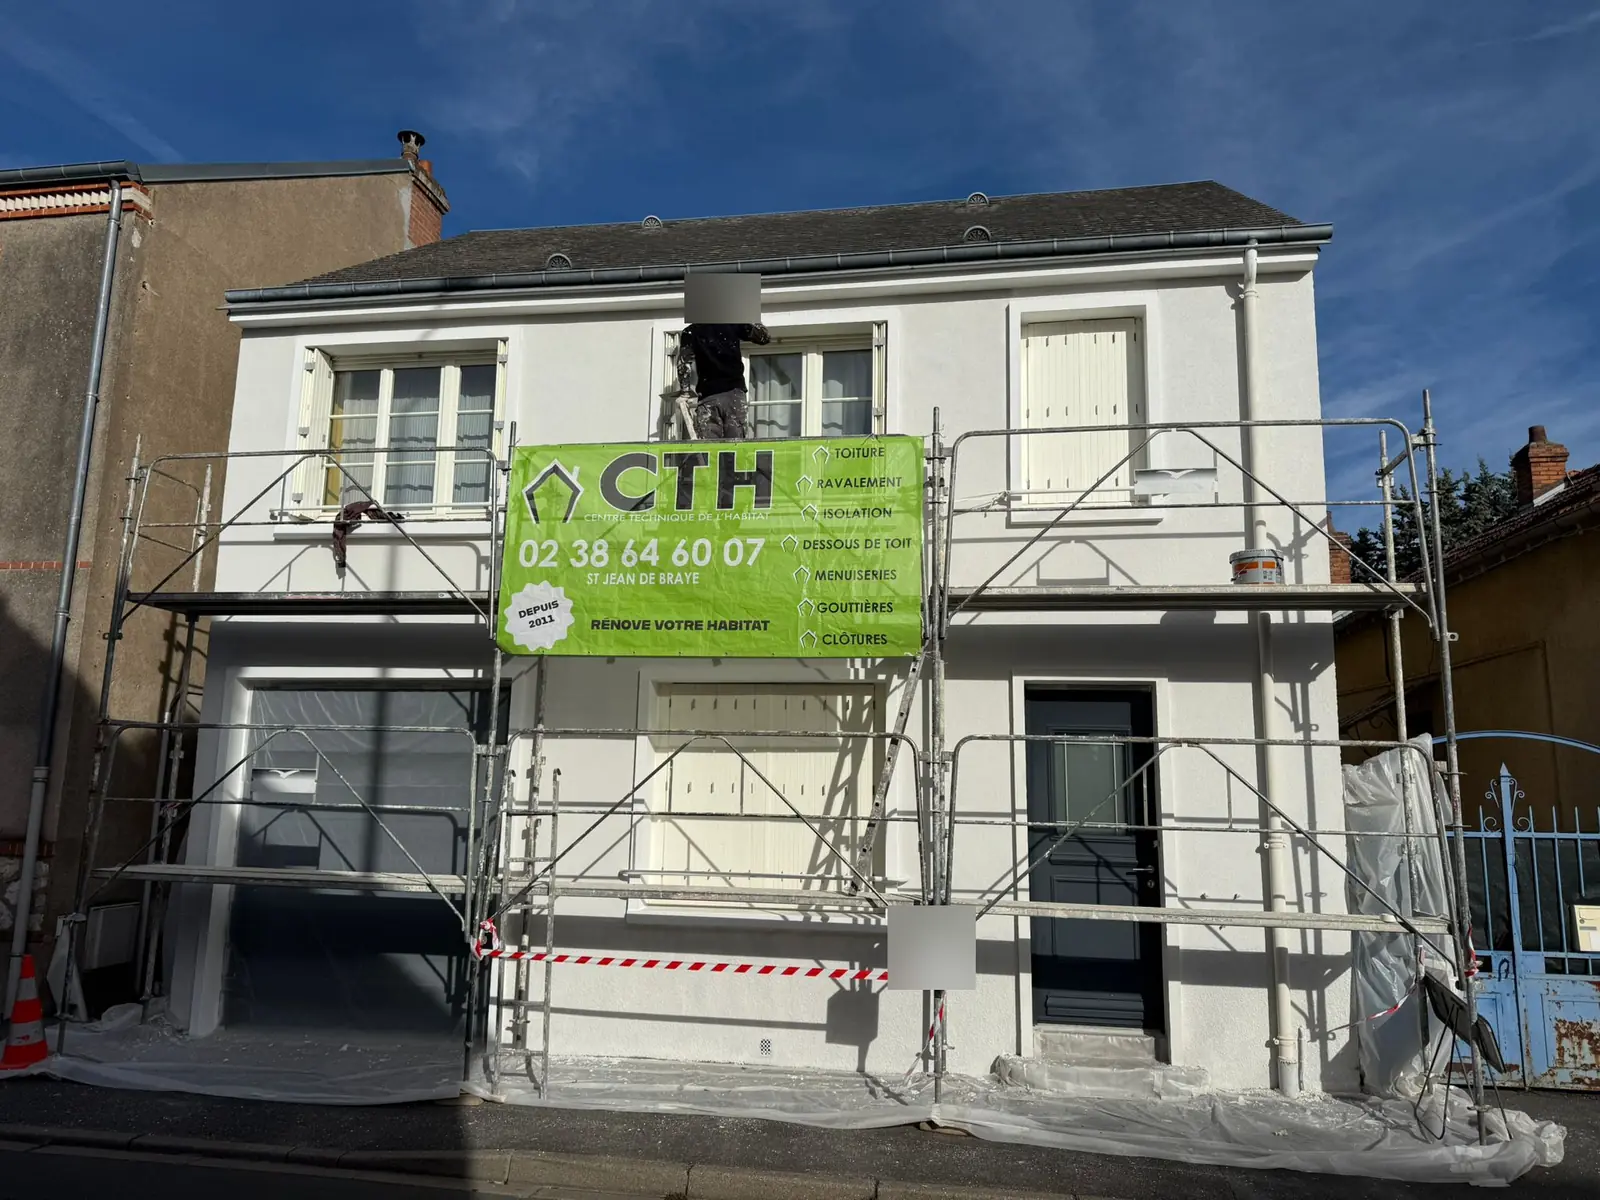 CTH
CENTRE TECHNIQUE DE L'HABITAT
02 38 64 60 07
ST JEAN DE BRAYE
DEPUIS
2011
RÉNOVE VOTRE HABITAT
TOITURE
RAVALEMENT
ISOLATION
DESSOUS DE TOIT
MENUISERIES
GOUTTIÈRES
CLÔTURES